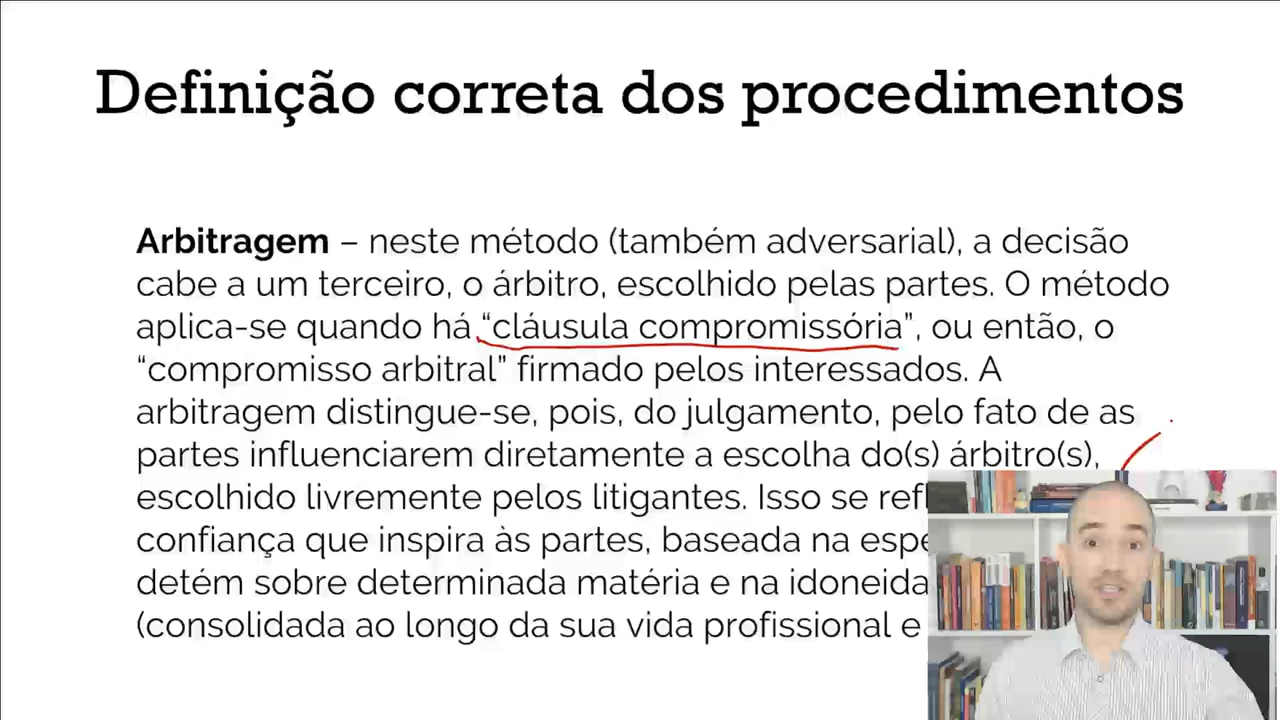 Definição correta dos procedimentos
Arbitragem – neste método (também adversarial), a decisão
cabe a um terceiro, o árbitro, escolhido pelas partes. O método
aplica-se quando há “cláusula compromissória”, ou então, o
“compromisso arbitral” firmado pelos interessados. A
arbitragem distingue-se, pois, do julgamento, pelo fato de as
partes influenciarem diretamente a escolha do(s) árbitro(s),
escolhido livremente pelos litigantes. Isso se
confiança que inspira às partes, baseada na
detém sobre determinada matéria e na
(consolidada ao longo da sua vida profissional e